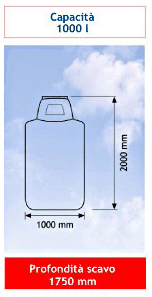 Capacità
1000 l
2000 mm
1000 mm
Profondità scavo
1750 mm